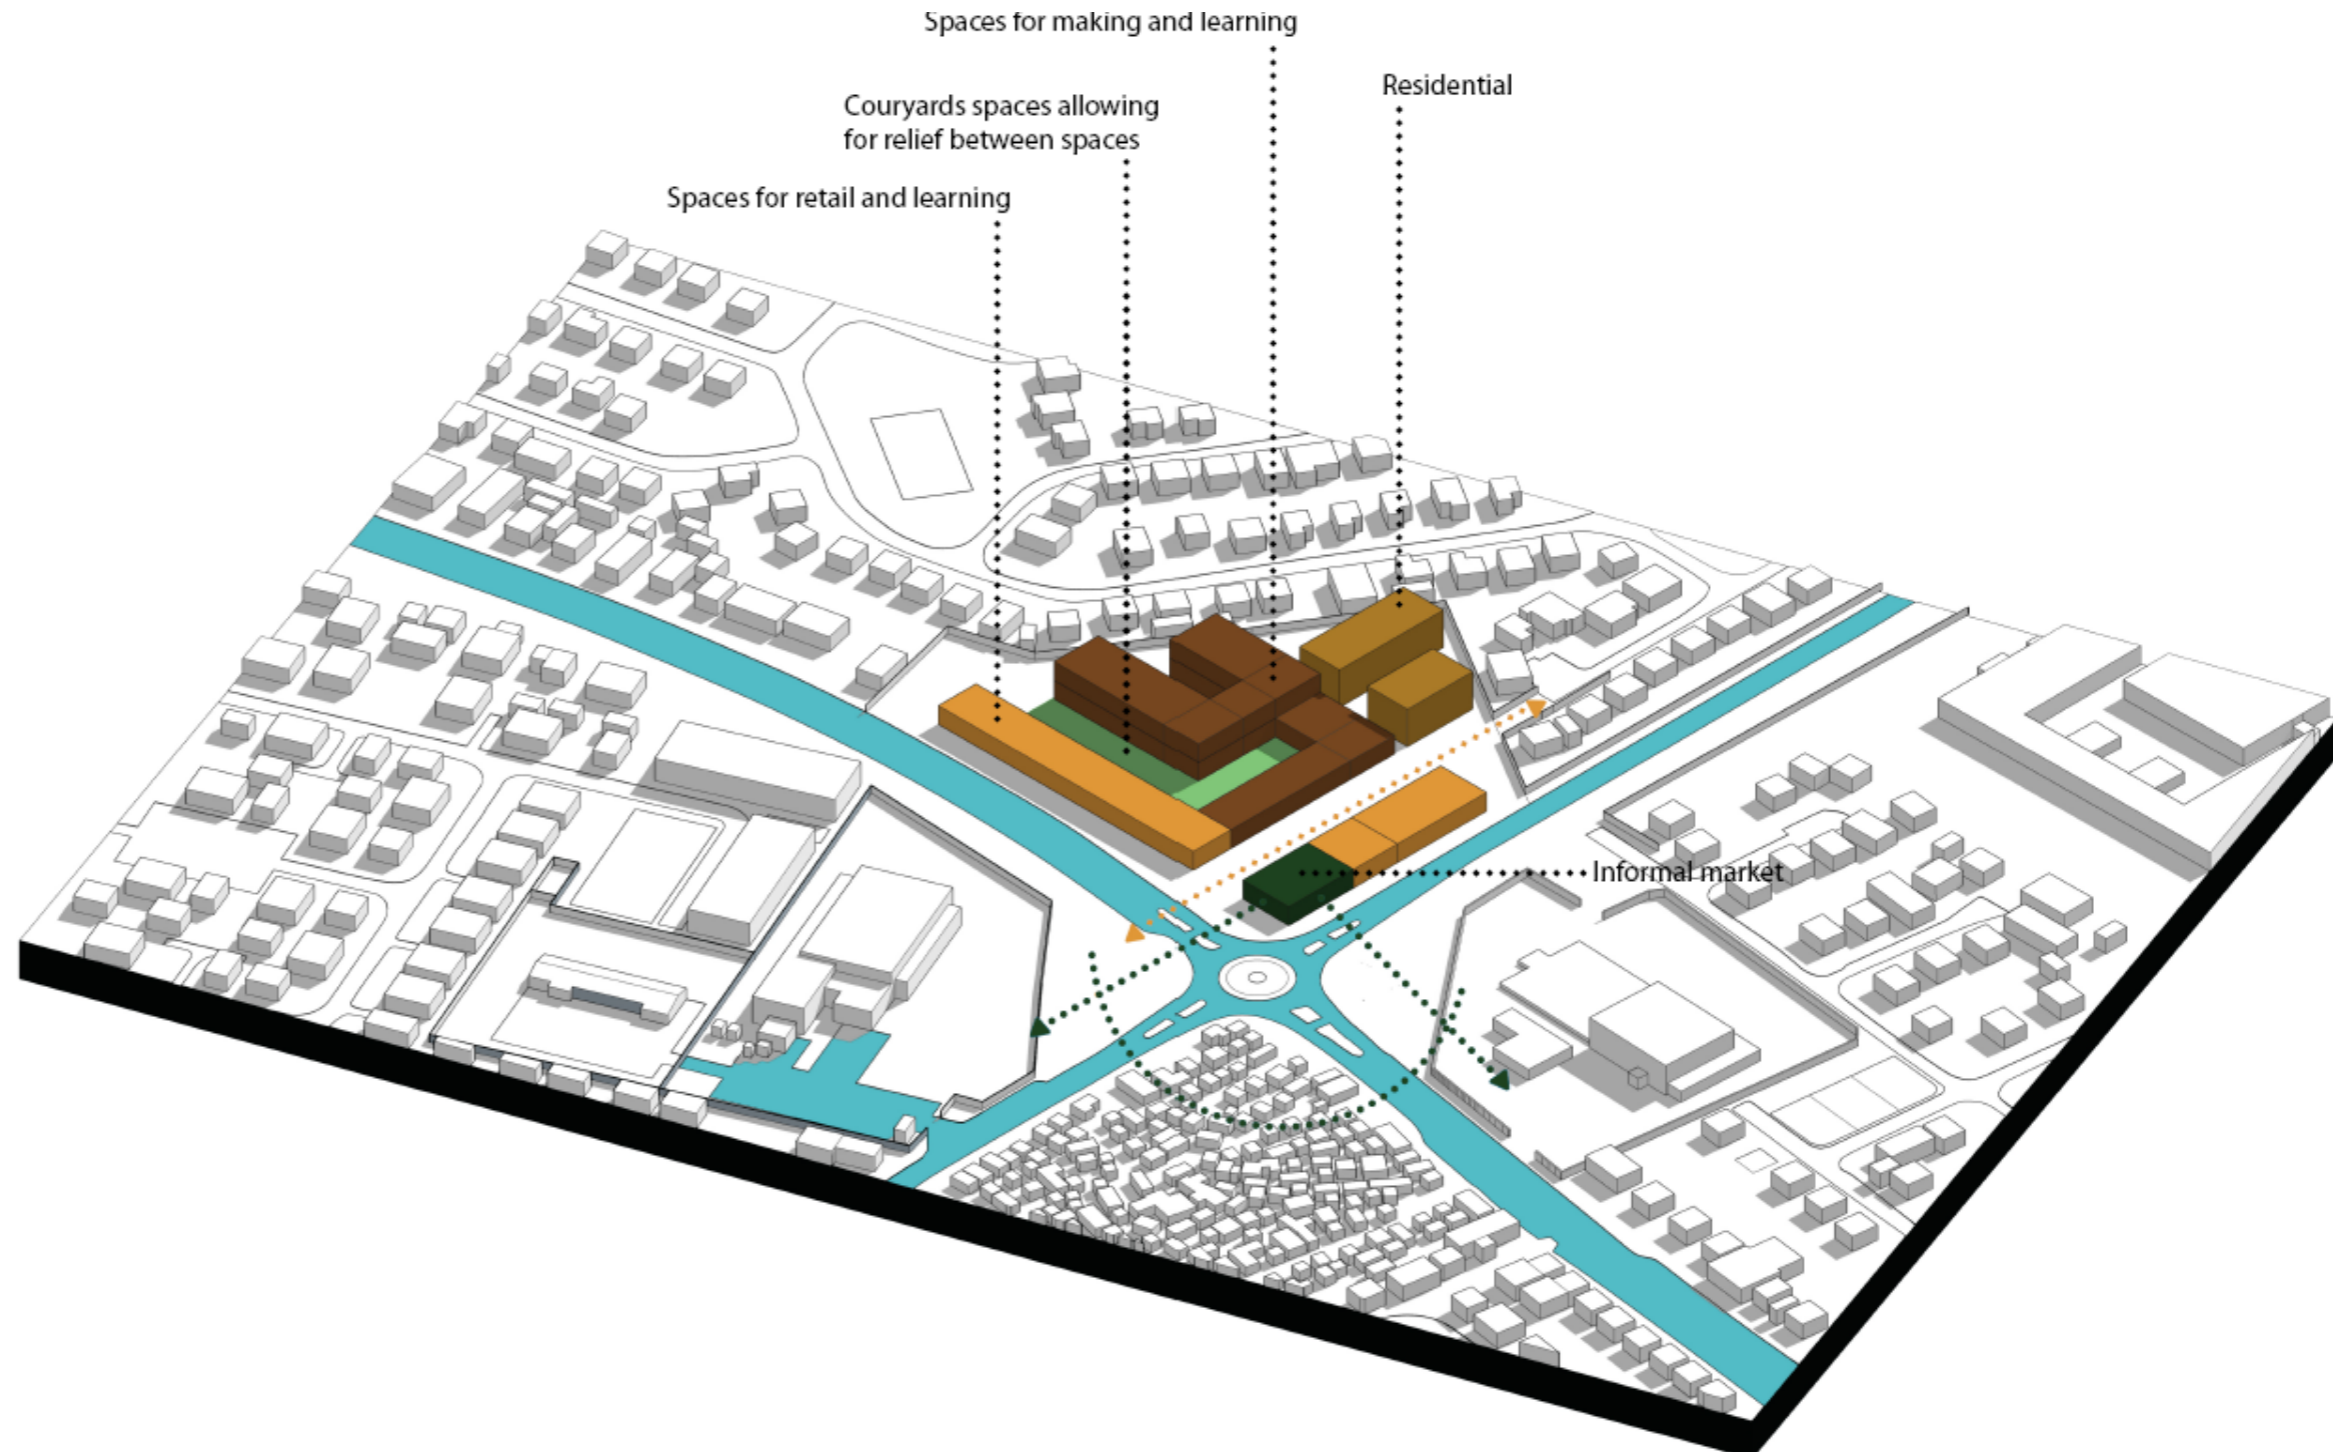 Spaces for making and learning
Residential
Couryards spaces allowing
for relief between spaces
Spaces for retail and learning
Informal market